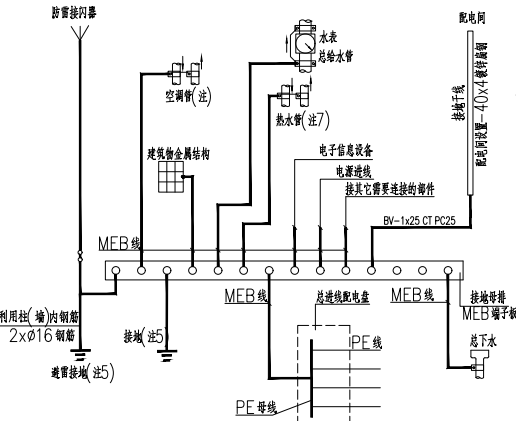 防雷接闪器
配电间
水表
总给水管
空调管(注)
热水管(注7)
接地干线
配电间设置-40x4镀锌扁钢
建筑物金属结构
电子信息设备
电源进线
接其它需要连接的部件
BV-1x25 CT PC25
MEB线
MEB线
总进线配电盘
MEB线
接地母排
MEB端子板
利用柱(墙)内钢筋
2xø16钢筋
接地(注5)
总下水
PE线
避雷接地(注5)
PE母线